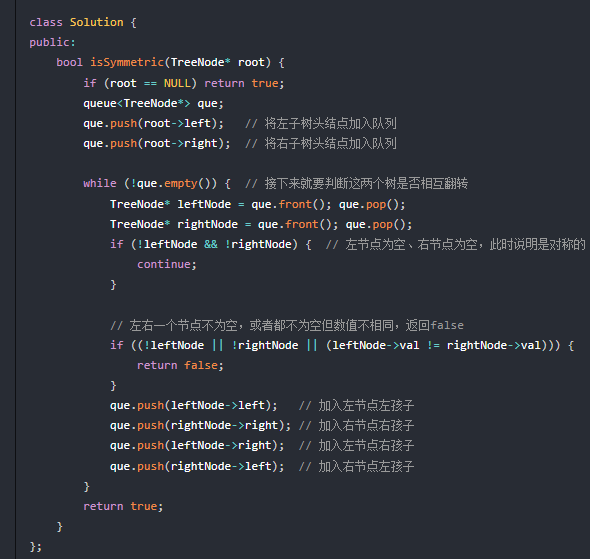 class Solution {
public:
    bool isSymmetric(TreeNode* root) {
        if (root == NULL) return true;
        queue<TreeNode*> que;
        que.push(root->left);   // 将左子树头结点加入队列
        que.push(root->right);  // 将右子树头结点加入队列

        while (!que.empty()) {  // 接下来就要判断这两个树是否相互翻转
            TreeNode* leftNode = que.front(); que.pop();
            TreeNode* rightNode = que.front(); que.pop();
            if (!leftNode && !rightNode) {  // 左节点为空、右节点为空，此时说明是对称的
                continue;
            }

            // 左右一个节点不为空，或者都不为空但数值不相同，返回false
            if ((!leftNode || !rightNode || (leftNode->val != rightNode->val))) {
                return false;
            }
            que.push(leftNode->left);   // 加入左节点左孩子
            que.push(rightNode->right); // 加入右节点右孩子
            que.push(leftNode->right);  // 加入左节点右孩子
            que.push(rightNode->left);  // 加入右节点左孩子
        }
        return true;
    }
};